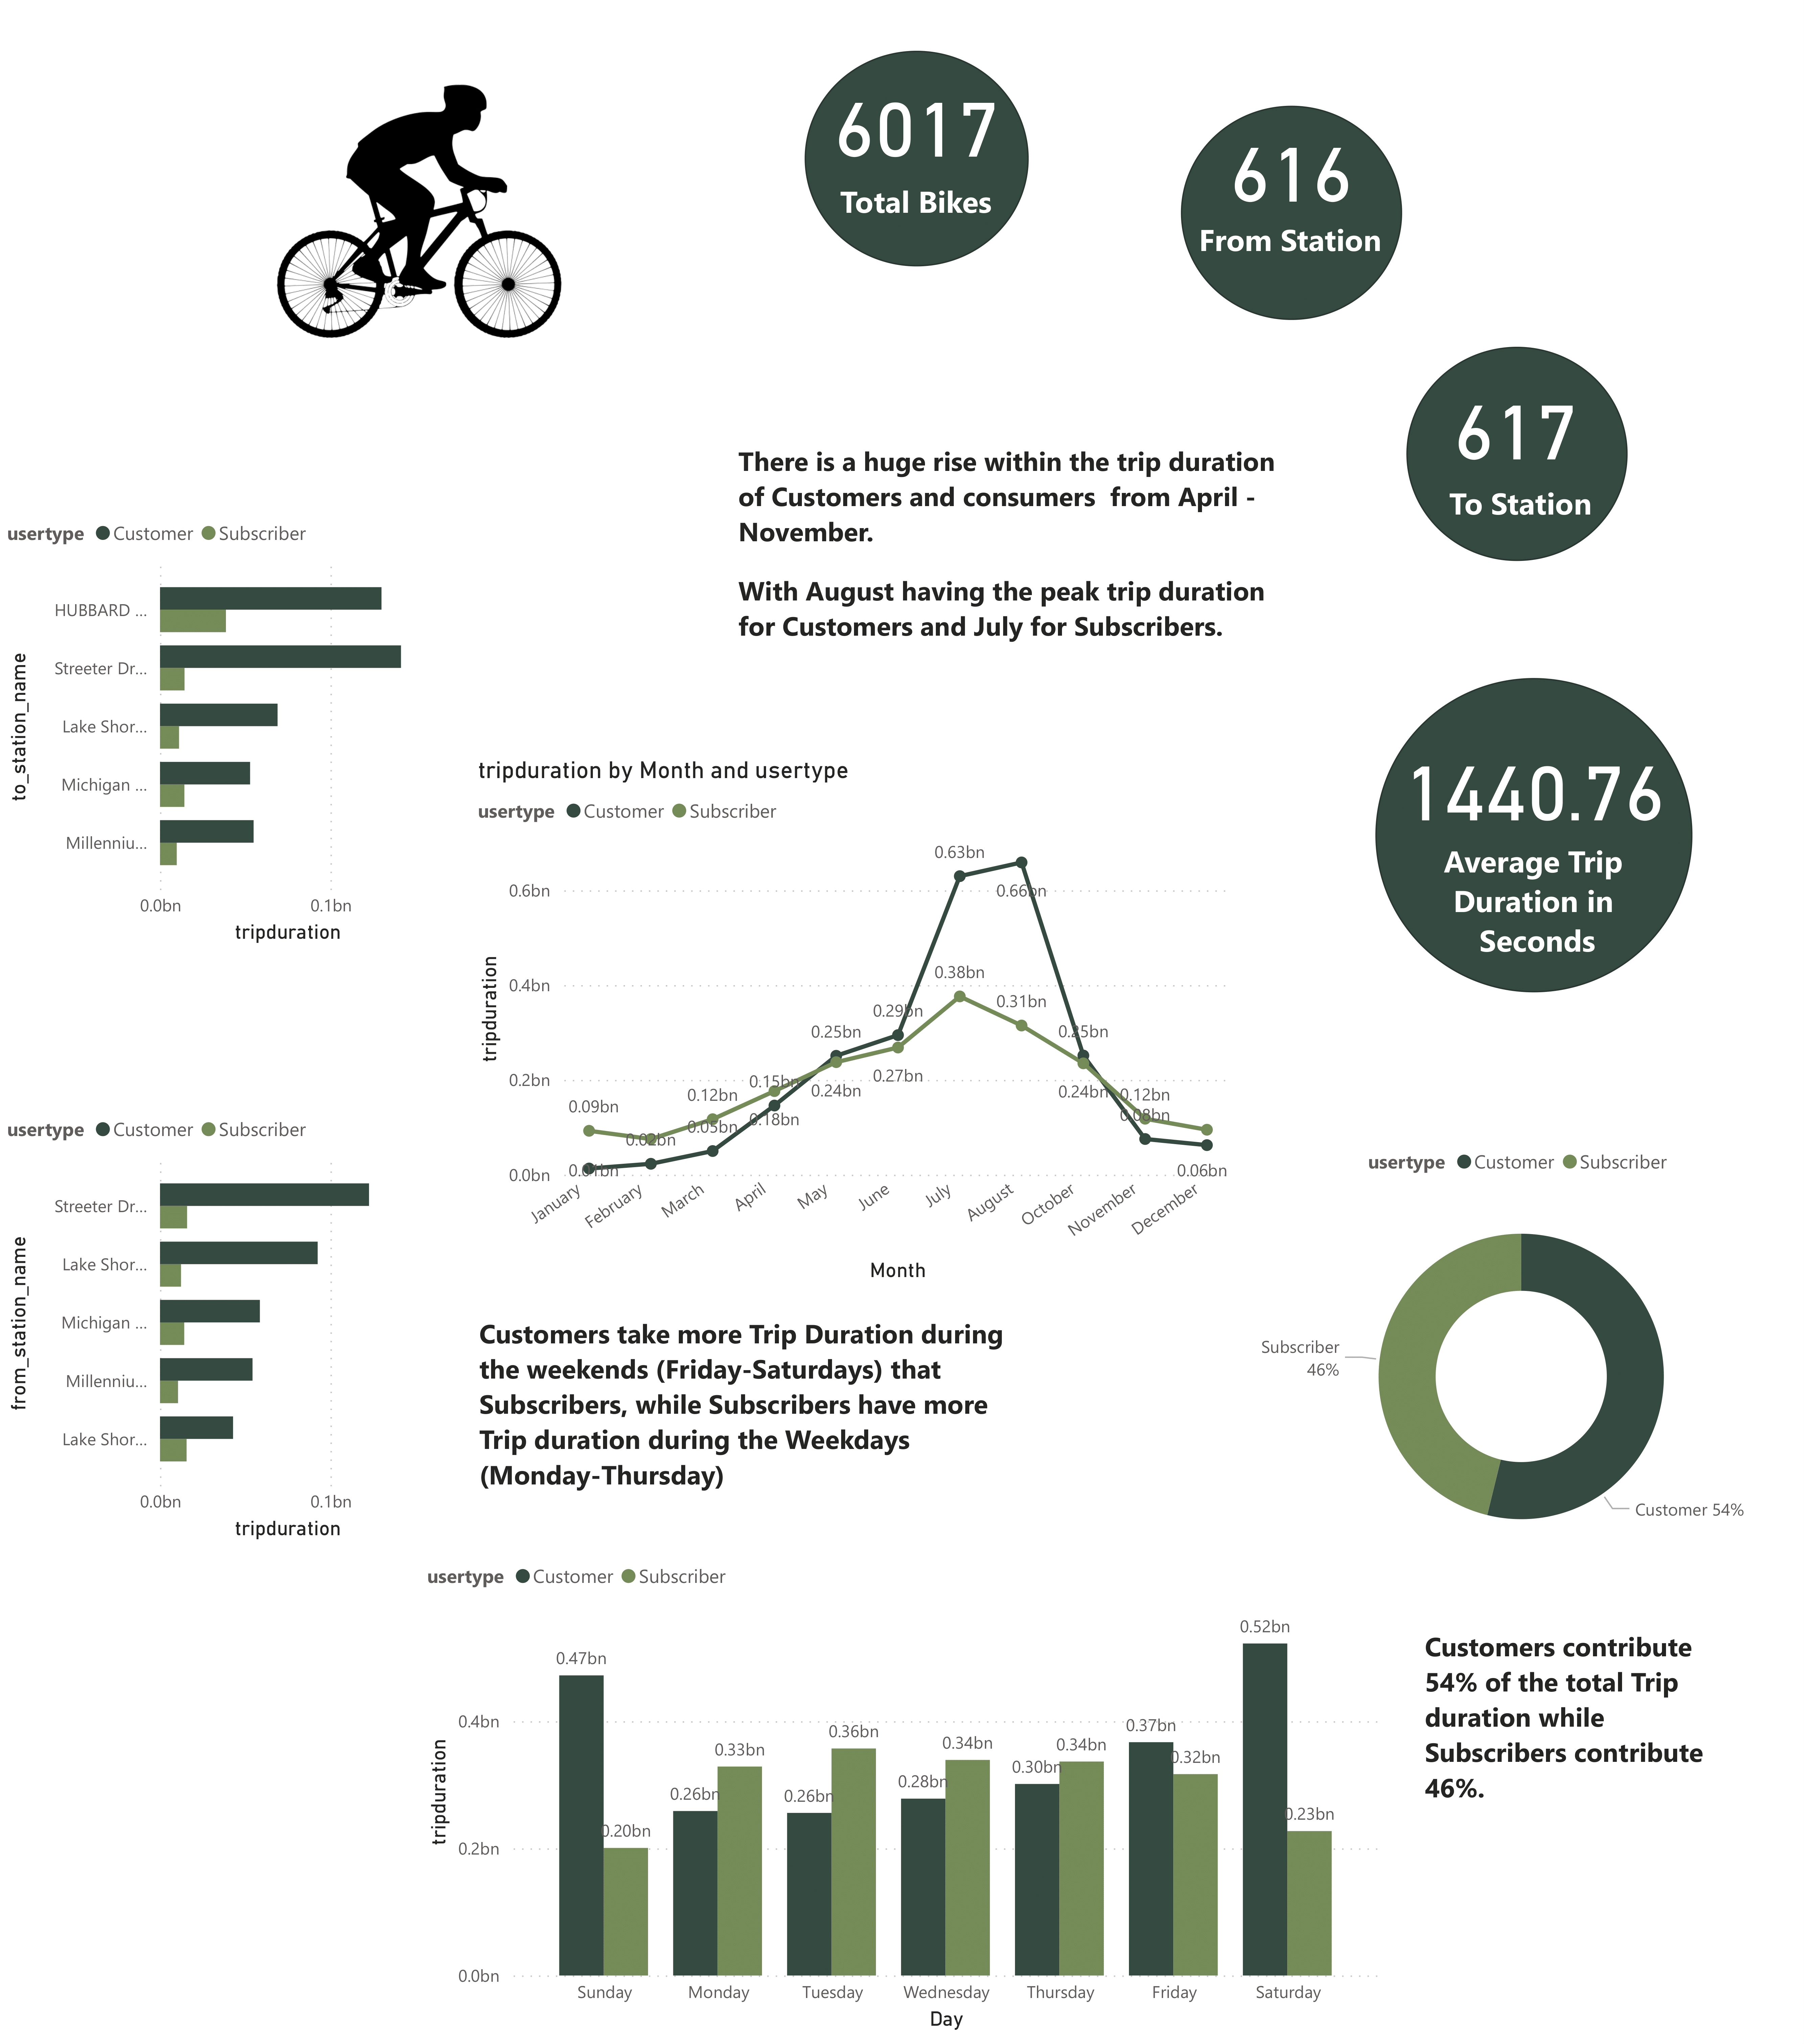 6017
Total Bikes
616
From Station
617
To Station
There is a huge rise within the trip duration
of Customers and consumers  from April -
November.
With August having the peak trip duration
for Customers and July for Subscribers.
usertype Customer Subscriber
to_station_name
HUBBARD ...
Streeter Dr...
Lake Shor...
Michigan ...
Millenniu...
0.0bn 0.1bn
tripduration
1440.76
Average Trip
Duration in
Seconds
tripduration by Month and usertype
usertype Customer Subscriber
tripduration
0.6bn
0.4bn
0.2bn
0.0bn
0.63bn
0.66bn
0.38bn
0.31bn
0.29bn
0.25bn
0.25bn
0.27bn
0.24bn
0.24bn
0.15bn
0.18bn
0.12bn
0.12bn
0.09bn
0.05bn
0.08bn
0.02bn
0.01bn
0.06bn
January February March April May June July August October November December
Month
usertype Customer Subscriber
from_station_name
Streeter Dr...
Lake Shor...
Michigan ...
Millenniu...
Lake Shor...
0.0bn 0.1bn
tripduration
Customers take more Trip Duration during
the weekends (Friday-Saturdays) that
Subscribers, while Subscribers have more
Trip duration during the Weekdays
(Monday-Thursday)
usertype Customer Subscriber
Subscriber
46%
Customer 54%
usertype Customer Subscriber
tripduration
0.4bn
0.2bn
0.0bn
0.47bn
0.20bn
0.26bn
0.33bn
0.26bn
0.36bn
0.28bn
0.34bn
0.30bn
0.34bn
0.37bn
0.32bn
0.52bn
0.23bn
Sunday Monday Tuesday Wednesday Thursday Friday Saturday
Day
Customers contribute
54% of the total Trip
duration while
Subscribers contribute
46%.